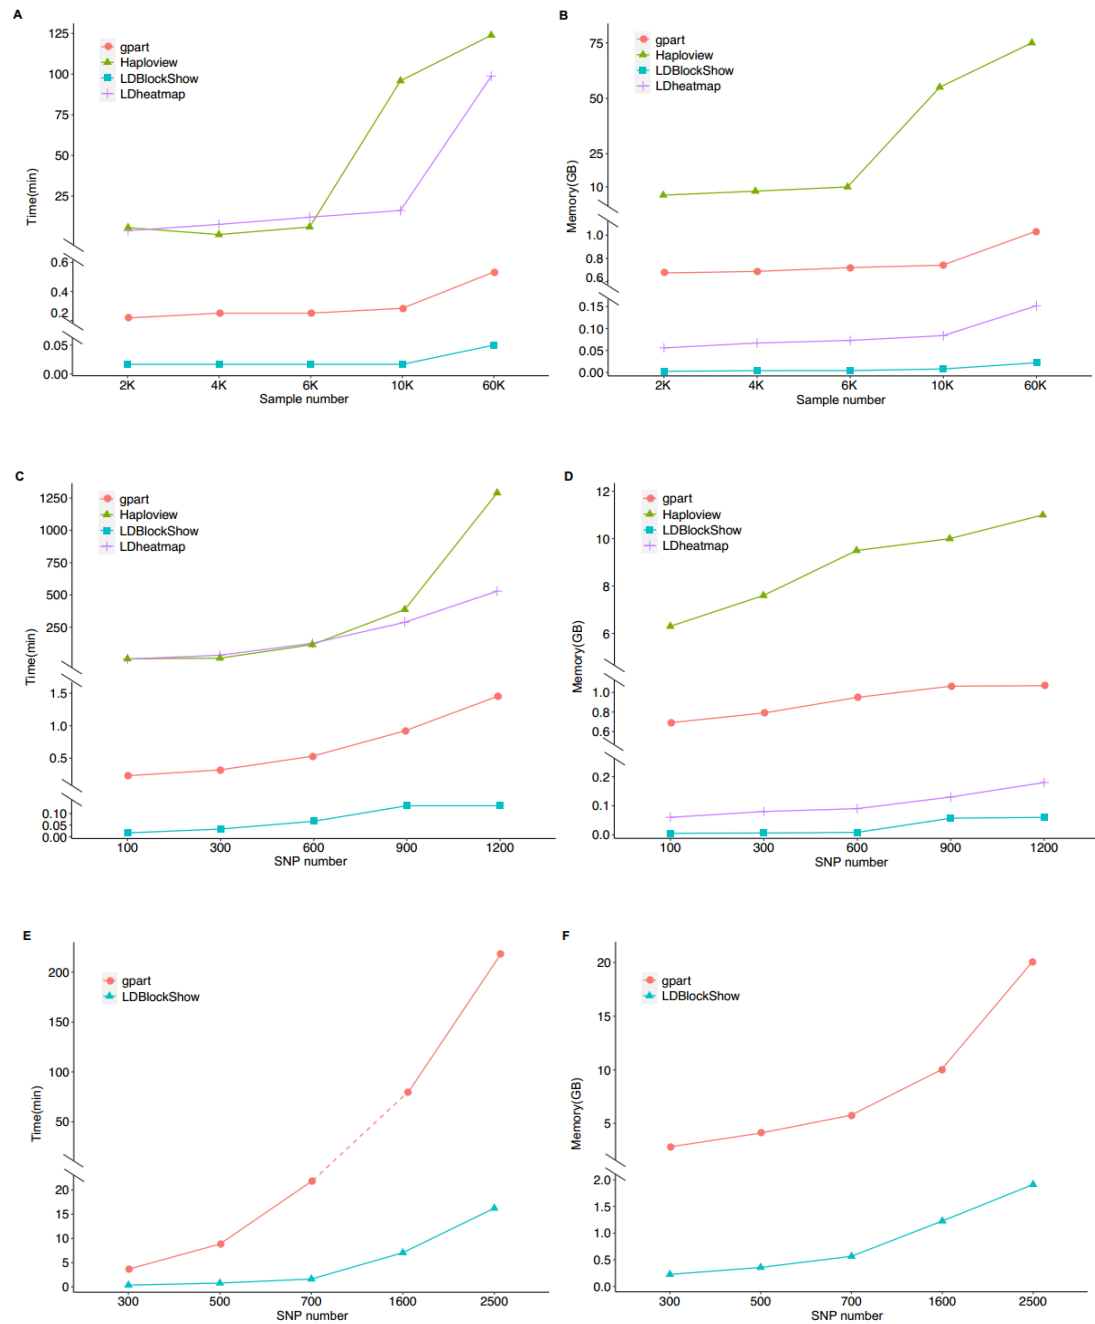 A
125
100
75
50
25
0.6
0.4
0.2
0.05
0.00
Time(min)
gpart
Haploview
LDBlockShow
LDheatmap
2K 4K 6K 10K 60K
Sample number
B
75
50
25
10
1.0
0.8
0.6
0.15
0.10
0.05
0.00
Memory(GB)
gpart
Haploview
LDBlockShow
LDheatmap
2K 4K 6K 10K 60K
Sample number
C
1250
1000
750
500
250
1.5
1.0
0.5
0.10
0.05
0.00
Time(min)
gpart
Haploview
LDBlockShow
LDheatmap
100 300 600 900 1200
SNP number
D
12
10
8
6
1.0
0.8
0.6
0.2
0.1
0.0
Memory(GB)
gpart
Haploview
LDBlockShow
LDheatmap
100 300 600 900 1200
SNP number
E
200
150
100
50
20
15
10
5
0
Time(min)
gpart
LDBlockShow
300 500 700 1600 2500
SNP number
F
20
15
10
5
2.0
1.5
1.0
0.5
0.0
Memory(GB)
gpart
LDBlockShow
300 500 700 1600 2500
SNP number